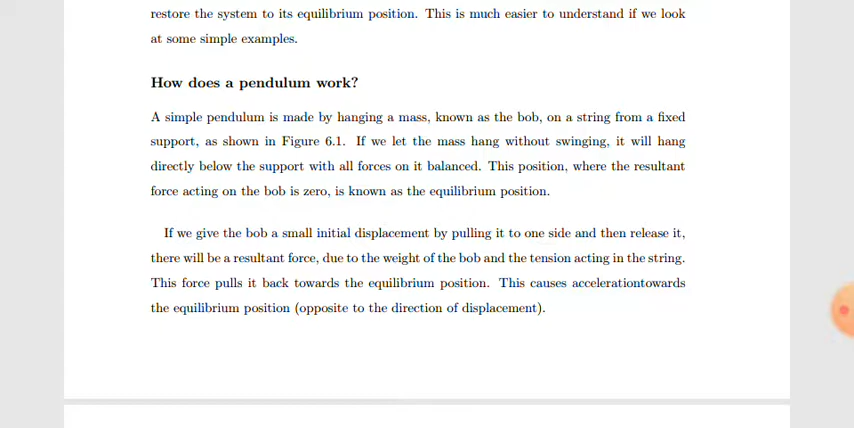 restore the system to its equilibrium position. This is much easier to understand if we look
at some simple examples.
How does a pendulum work?
A simple pendulum is made by hanging a mass, known as the bob, on a string from a fixed
support, as shown in Figure 6.1. If we let the mass hang without swinging, it will hang
directly below the support with all forces on it balanced. This position, where the resultant
force acting on the bob is zero, is known as the equilibrium position.
If we give the bob a small initial displacement by pulling it to one side and then release it,
there will be a resultant force, due to the weight of the bob and the tension acting in the string.
This force pulls it back towards the equilibrium position. This causes accelerationtowards
the equilibrium position (opposite to the direction of displacement).